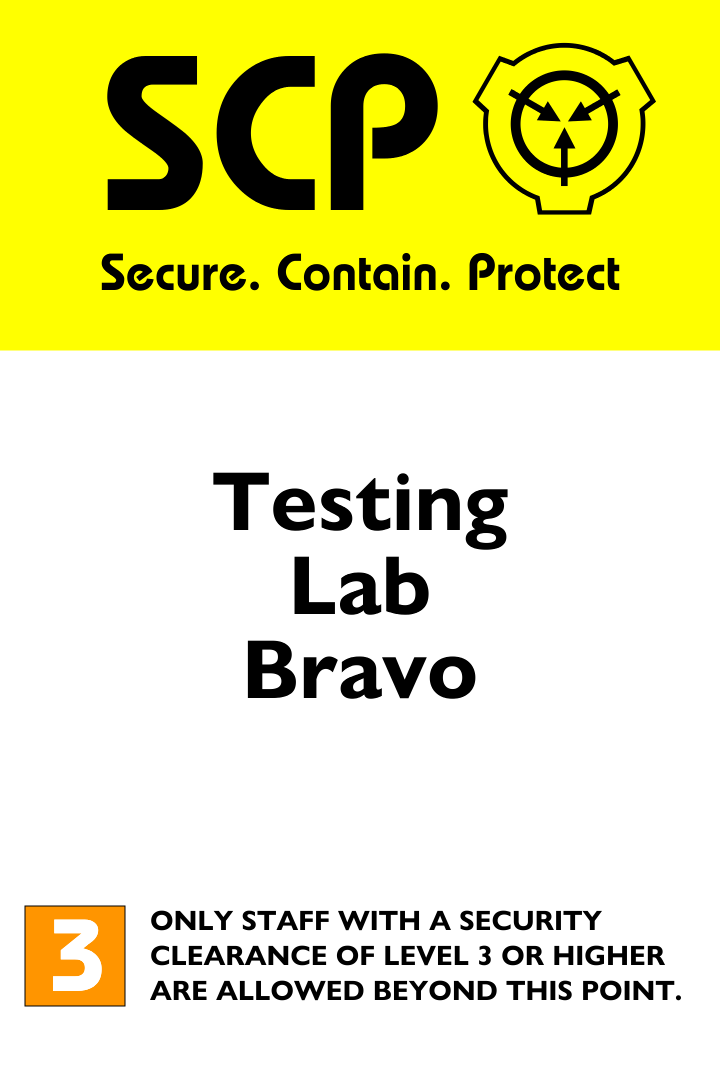 SCP
Secure. Contain. Protect
Testing
Lab
Bravo
3
ONLY STAFF WITH A SECURITY
CLEARANCE OF LEVEL 3 OR HIGHER
ARE ALLOWED BEYOND THIS POINT.